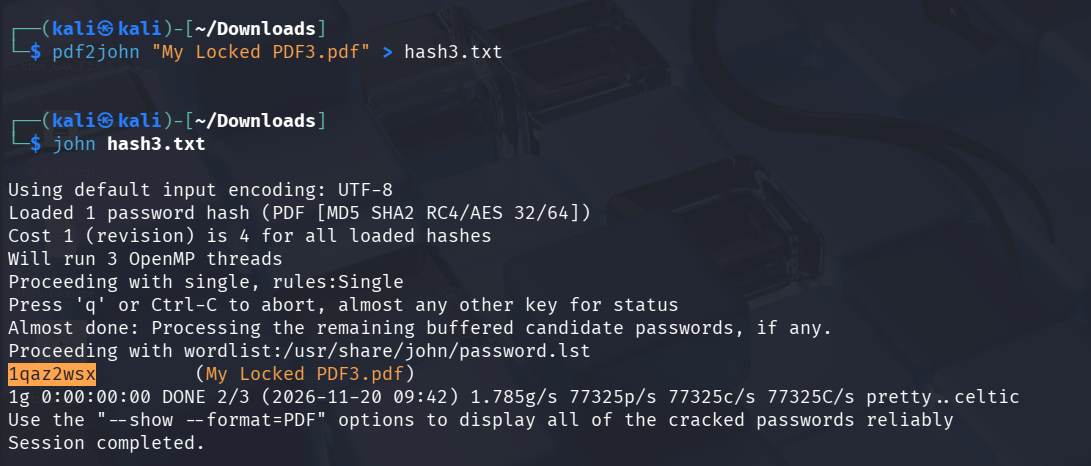 ┌──(kali㉿kali)-[~/Downloads]
└─$ pdf2john "My Locked PDF3.pdf" > hash3.txt
┌──(kali㉿kali)-[~/Downloads]
└─$ john hash3.txt
Using default input encoding: UTF-8
Loaded 1 password hash (PDF [MD5 SHA2 RC4/AES 32/64])
Cost 1 (revision) is 4 for all loaded hashes
Will run 3 OpenMP threads
Proceeding with single, rules:Single
Press 'q' or Ctrl-C to abort, almost any other key for status
Almost done: Processing the remaining buffered candidate passwords, if any.
Proceeding with wordlist:/usr/share/john/password.lst
1qaz2wsx         (My Locked PDF3.pdf)
1g 0:00:00:00 DONE 2/3 (2026-11-20 09:42) 1.785g/s 77325p/s 77325c/s 77325C/s pretty..celtic
Use the "--show --format=PDF" options to display all of the cracked passwords reliably
Session completed.